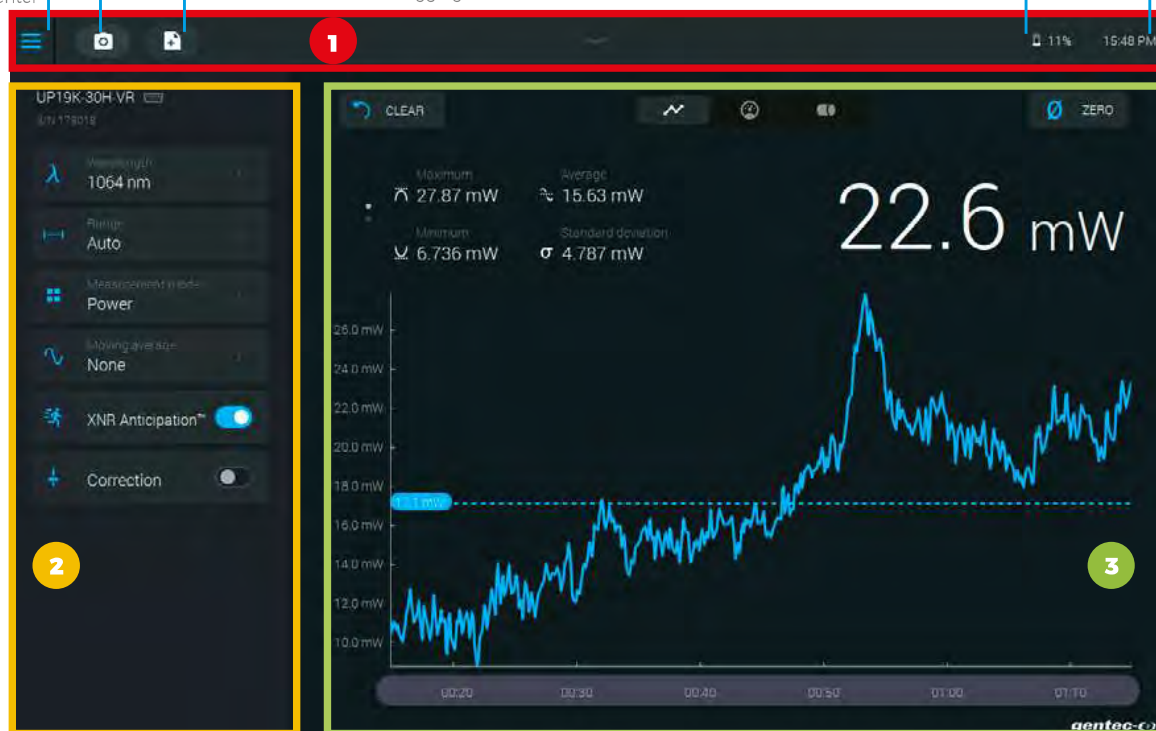 1
11%
15:48 PM
UP19K-30H-VR
S/N 178018
Wavelength
1064 nm
Range
Auto
Measurement mode
Power
Moving average
None
XNR Anticipation™
Correction
2
CLEAR
ZERO
Maximum
27.87 mW
Average
15.63 mW
Minimum
6.736 mW
Standard deviation
σ 4.787 mW
22.6 mW
26.0 mW
24.0 mW
22.0 mW
20.0 mW
18.0 mW
16.0 mW
14.0 mW
12.0 mW
10.0 mW
3
00:20
00:30
00:40
00:50
01:00
01:10